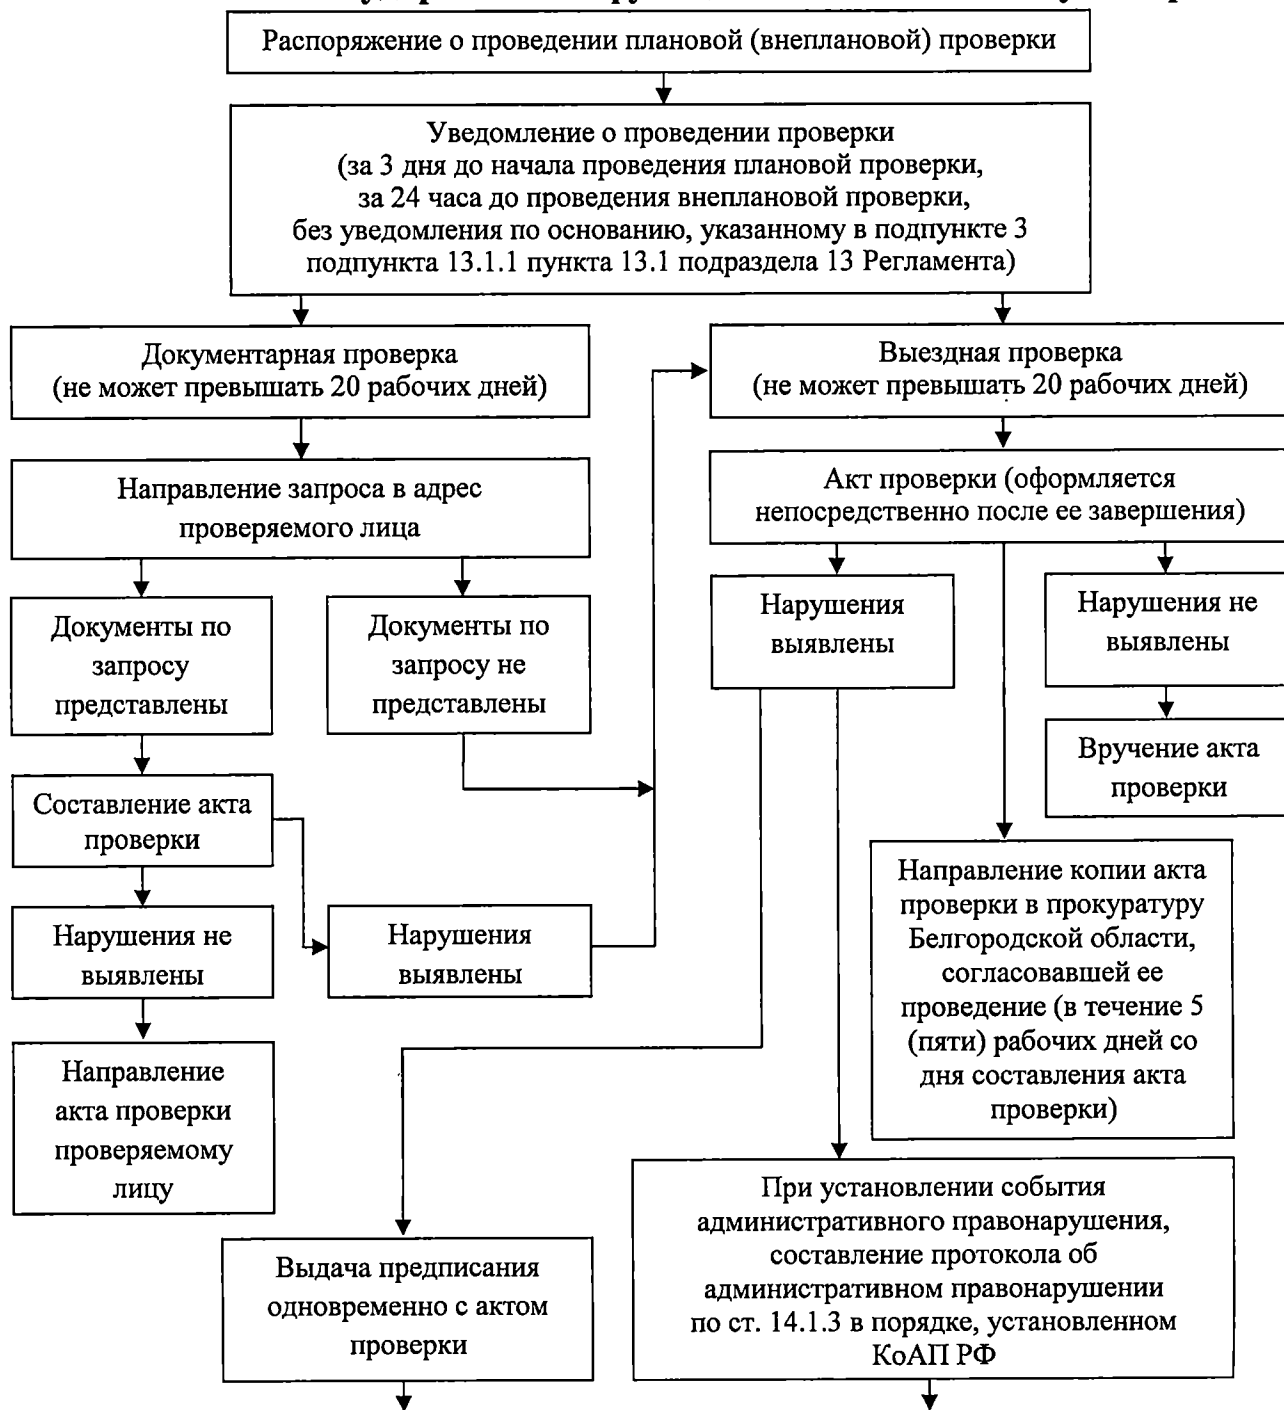 Распоряжение о проведении плановой (внеплановой) проверки
Уведомление о проведении проверки
(за 3 дня до начала проведения плановой проверки,
за 24 часа до проведения внеплановой проверки,
без уведомления по основанию, указанному в подпункте 3
подпункта 13.1.1 пункта 13.1 подраздела 13 Регламента)
Документарная проверка
(не может превышать 20 рабочих дней)
Выездная проверка
(не может превышать 20 рабочих дней)
Направление запроса в адрес
проверяемого лица
Акт проверки (оформляется
непосредственно после ее завершения)
Документы по
запросу
представлены
Документы по
запросу не
представлены
Нарушения
выявлены
Нарушения не
выявлены
Вручение акта
проверки
Составление акта
проверки
Нарушения не
выявлены
Нарушения
выявлены
Направление копии акта
проверки в прокуратуру
Белгородской области,
согласовавшей ее
проведение (в течение 5
(пяти) рабочих дней со
дня составления акта
проверки)
Направление
акта проверки
проверяемому
лицу
Выдача предписания
одновременно с актом
проверки
При установлении события
административного правонарушения,
составление протокола об
административном правонарушении
по ст. 14.1.3 в порядке, установленном
КоАП РФ